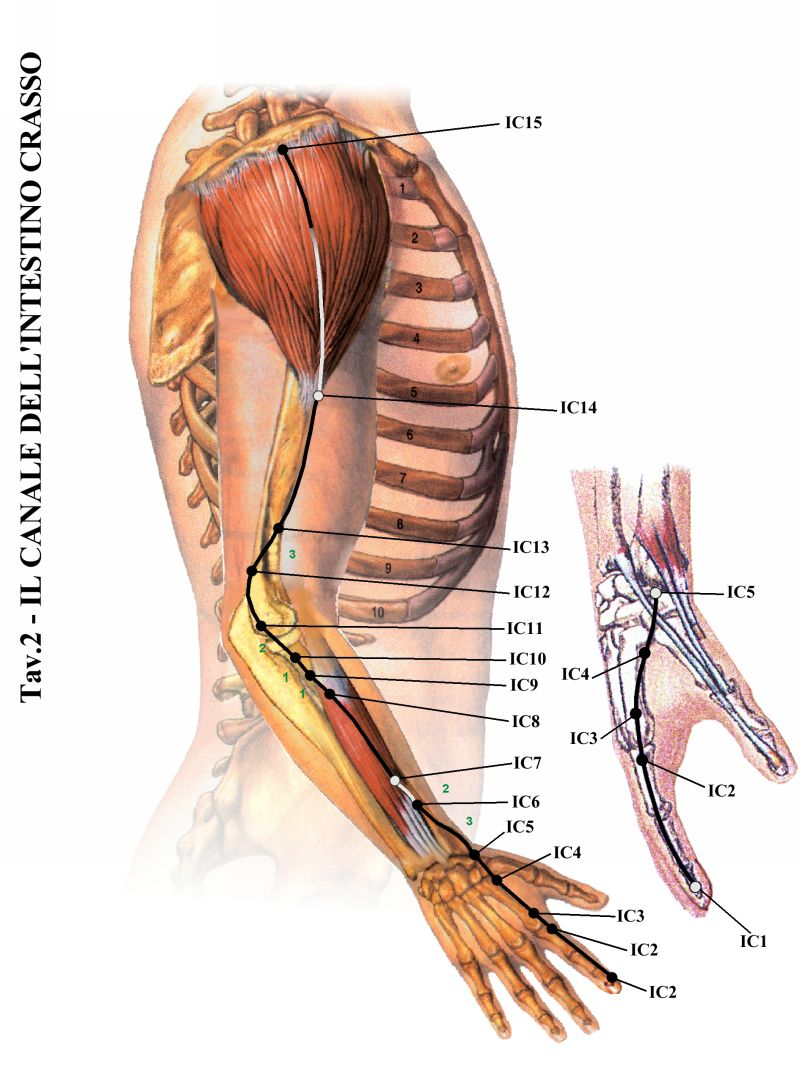 Tav.2 - IL CANALE DELL'INTESTINO CRASSO
IC15
1
2
3
4
IC14
5
6
7
8
IC13
3
9
IC12
10
IC11
2
IC10
1
IC9
1
IC8
IC7
2
IC6
3
IC5
IC4
IC3
IC2
IC2
IC5
IC4
IC3
IC2
IC1